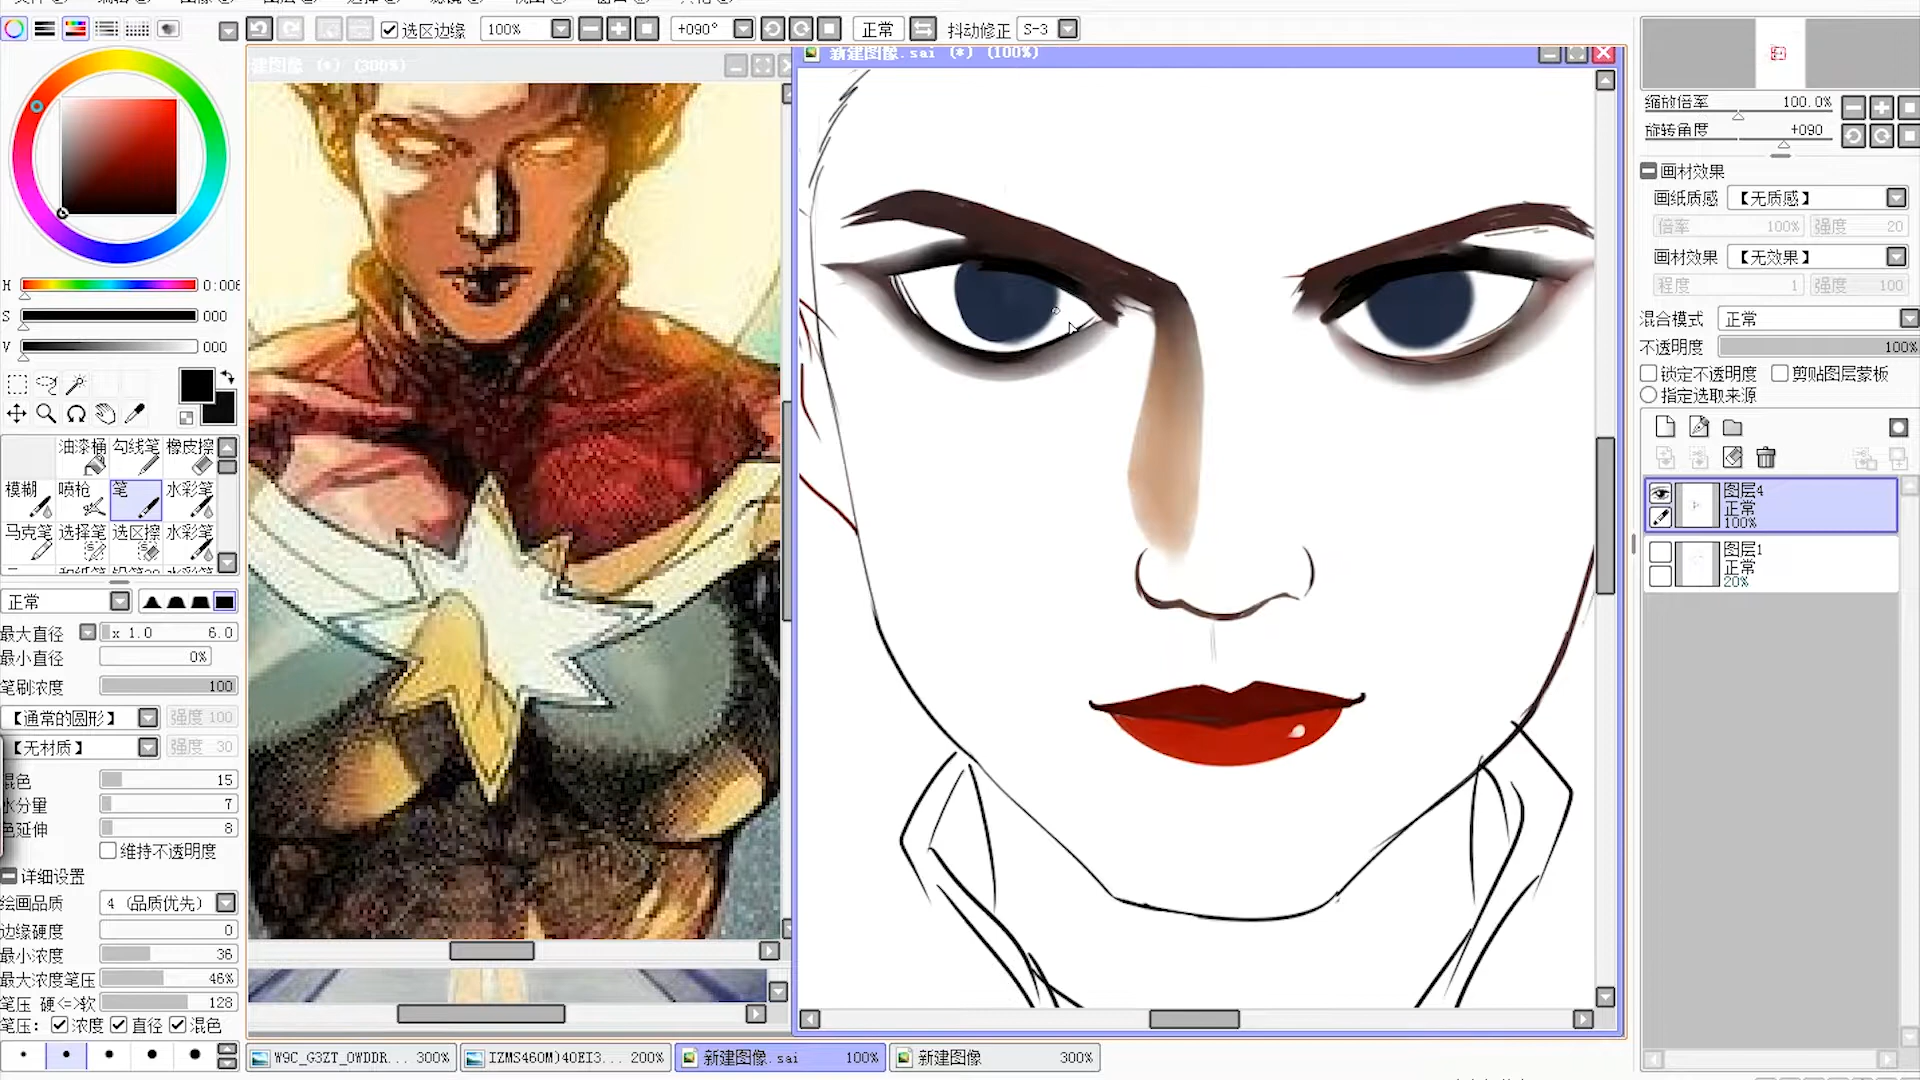 选区边缘 100% +090° 正常 抖动修正 S-3
建图像 (*) (300%)
新建图像.sai (*) (100%)
H 0:006
S 000
V 000
油漆桶 勾线笔 橡皮擦
模糊 喷枪 笔 水彩笔
马克笔 选择笔 选区擦 水彩笔
正常
最大直径 x 1.0 6.0
最小直径 0%
笔刷浓度 100
【通常的圆形】 强度 100
【无材质】 强度 30
混色 15
水分量 7
色延伸 8
维持不透明度
详细设置
绘画品质 4 (品质优先)
边缘硬度 0
最小浓度 36
最大浓度笔压 46%
笔压 硬<=>软 128
笔压: 浓度 直径 混色
W9C_G3ZT_OWDDR... 300%
IZMS460M)40EI3... 200%
新建图像.sai 100%
新建图像 300%
缩放倍率 100.0%
旋转角度 +090
画材效果
画纸质感 【无质感】
倍率 100% 强度 20
画材效果 【无效果】
程度 1 强度 100
混合模式 正常
不透明度 100%
锁定不透明度 剪贴图层蒙板
指定选取来源
图层4
正常
100%
图层1
正常
20%